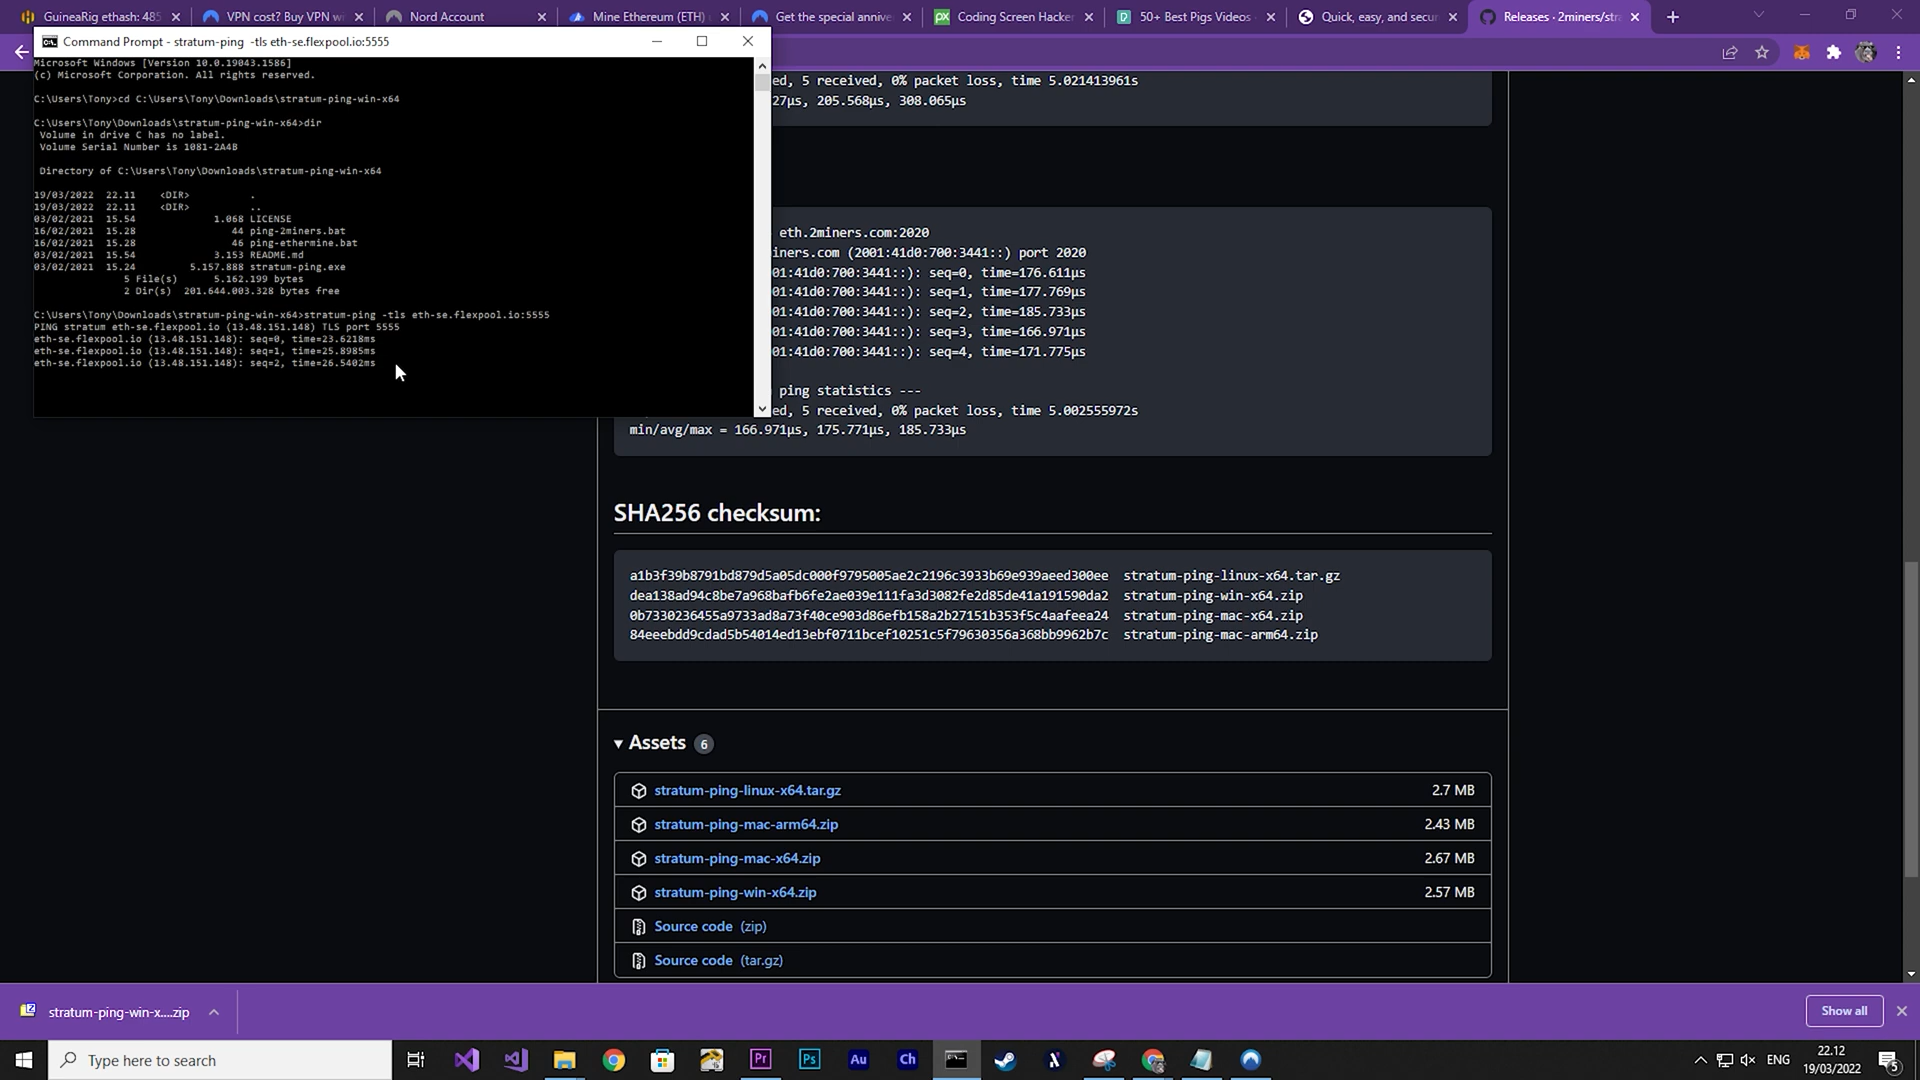 GuineaRig ethash: 485
VPN cost? Buy VPN wi
Nord Account
Mine Ethereum (ETH)
Get the special annive
Coding Screen Hacker
50+ Best Pigs Videos
Quick, easy, and secur
Releases · 2miners/stra
Command Prompt - stratum-ping -tls eth-se.flexpool.io:5555
Microsoft Windows [Version 10.0.19043.1586]
(c) Microsoft Corporation. All rights reserved.
C:\Users\Tony>cd C:\Users\Tony\Downloads\stratum-ping-win-x64
C:\Users\Tony\Downloads\stratum-ping-win-x64>dir
Volume in drive C has no label.
Volume Serial Number is 1081-2A4B
Directory of C:\Users\Tony\Downloads\stratum-ping-win-x64
19/03/2022 22.11 <DIR> .
19/03/2022 22.11 <DIR> ..
03/02/2021 15.54 1.068 LICENSE
16/02/2021 15.28 44 ping-2miners.bat
16/02/2021 15.28 46 ping-ethermine.bat
03/02/2021 15.54 3.153 README.md
03/02/2021 15.24 5.157.888 stratum-ping.exe
5 File(s) 5.162.199 bytes
2 Dir(s) 201.644.003.328 bytes free
C:\Users\Tony\Downloads\stratum-ping-win-x64>stratum-ping -tls eth-se.flexpool.io:5555
PING stratum eth-se.flexpool.io (13.48.151.148) TLS port 5555
eth-se.flexpool.io (13.48.151.148): seq=0, time=23.6218ms
eth-se.flexpool.io (13.48.151.148): seq=1, time=25.8985ms
eth-se.flexpool.io (13.48.151.148): seq=2, time=26.5402ms
ed, 5 received, 0% packet loss, time 5.021413961s
27µs, 205.568µs, 308.065µs
eth.2miners.com:2020
iners.com (2001:41d0:700:3441::) port 2020
01:41d0:700:3441::): seq=0, time=176.611µs
01:41d0:700:3441::): seq=1, time=177.769µs
01:41d0:700:3441::): seq=2, time=185.733µs
01:41d0:700:3441::): seq=3, time=166.971µs
01:41d0:700:3441::): seq=4, time=171.775µs
ping statistics ---
ed, 5 received, 0% packet loss, time 5.002555972s
min/avg/max = 166.971µs, 175.771µs, 185.733µs
SHA256 checksum:
a1b3f39b8791bd879d5a05dc000f9795005ae2c2196c3933b69e939aeed300ee stratum-ping-linux-x64.tar.gz
dea138ad94c8be7a968bafb6fe2ae039e111fa3d3082fe2d85de41a191590da2 stratum-ping-win-x64.zip
0b7330236455a9733ad8a73f40ce903d86efb158a2b27151b353f5c4aafeea24 stratum-ping-mac-x64.zip
84eeebdd9cdad5b54014ed13ebf0711bcef10251c5f79630356a368bb9962b7c stratum-ping-mac-arm64.zip
Assets 6
stratum-ping-linux-x64.tar.gz 2.7 MB
stratum-ping-mac-arm64.zip 2.43 MB
stratum-ping-mac-x64.zip 2.67 MB
stratum-ping-win-x64.zip 2.57 MB
Source code (zip)
Source code (tar.gz)
stratum-ping-win-x....zip
Show all
Type here to search
Pr
Ps
Au
Ch
ENG
22.12
19/03/2022
5